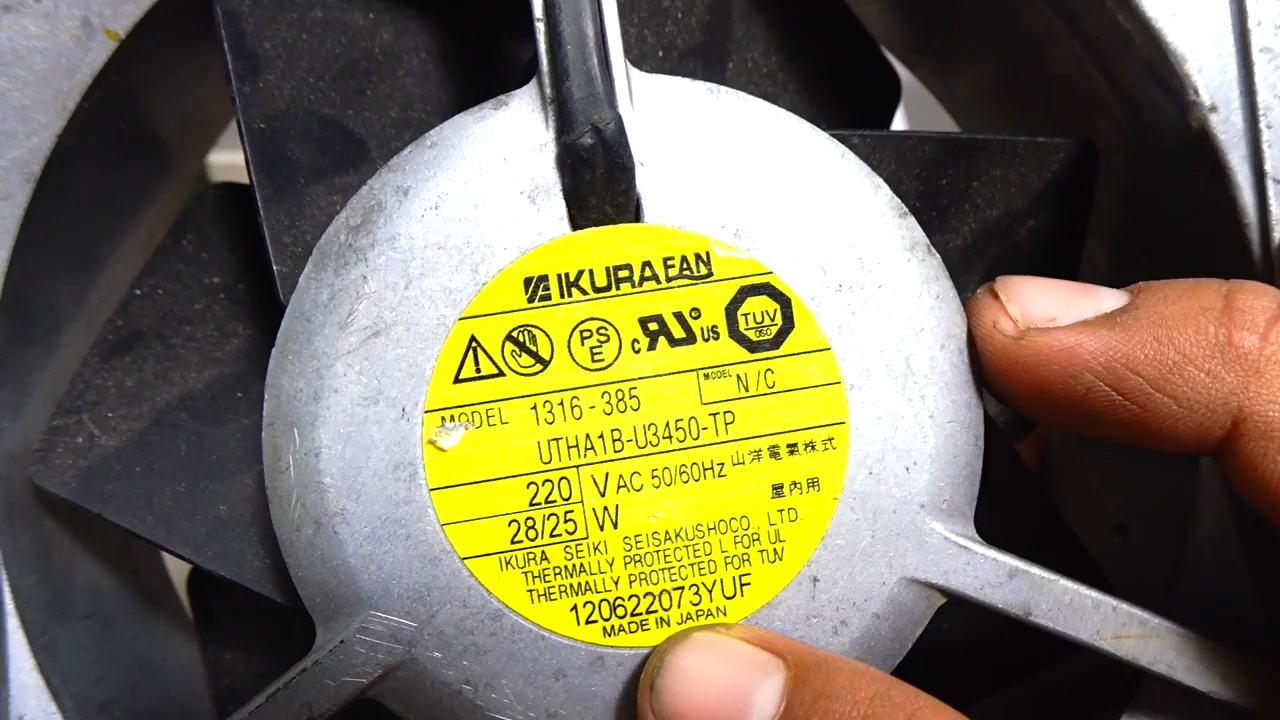 IKURA FAN
PS E c RU US TUV
MODEL 1316-385 MODEL N/C
UTHA1B-U3450-TP
220 V AC 50/60Hz 山洋電氣株式
28/25 W 屋內用
IKURA SEIKI SEISAKUSHOCO., LTD.
THERMALLY PROTECTED L FOR UL
THERMALLY PROTECTED FOR TUV
120622073YUF
MADE IN JAPAN